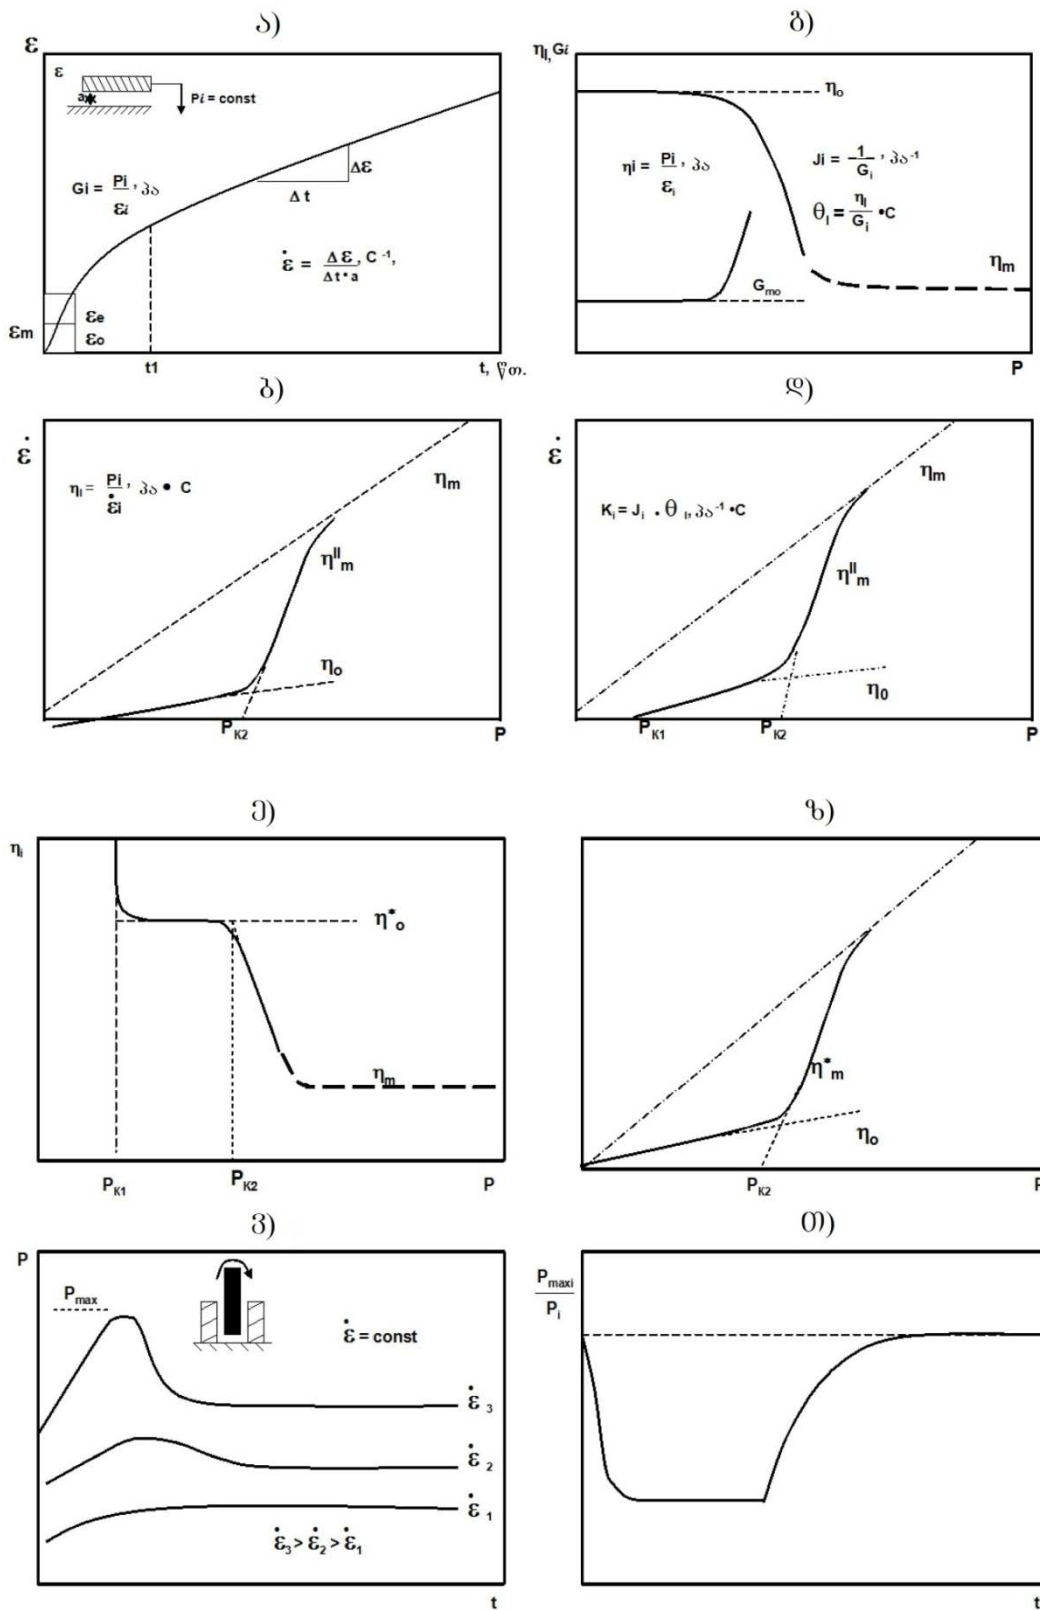 ა)
ε
ε
a
Pi = const
Gi = Pi/εi, პა
Δε
Δt
ε̇ = Δε/Δt•a, C⁻¹,
εm
εe
εo
t1
t, წთ.
ბ)
ηI, Gi
ηo
ηi = Pi/εi, პა
Ji = 1/Gi, პა⁻¹
θI = ηI/Gi •C
Gmo
ηm
P
ბ)
ε̇
ηI = Pi/ε̇i, პა • C
ηm
ηᴵᴵm
ηo
PK2
P
დ)
ε̇
Ki = Ji . θI, პა⁻¹•C
ηm
ηᴵᴵm
η0
PK1
PK2
P
ე)
ηi
η*o
ηm
PK1
PK2
P
ზ)
η*m
ηo
PK2
P
ვ)
P
Pmax
ε̇ = const
ε̇3
ε̇2
ε̇1
ε̇3 > ε̇2 > ε̇1
t
თ)
Pmaxi/Pi
t